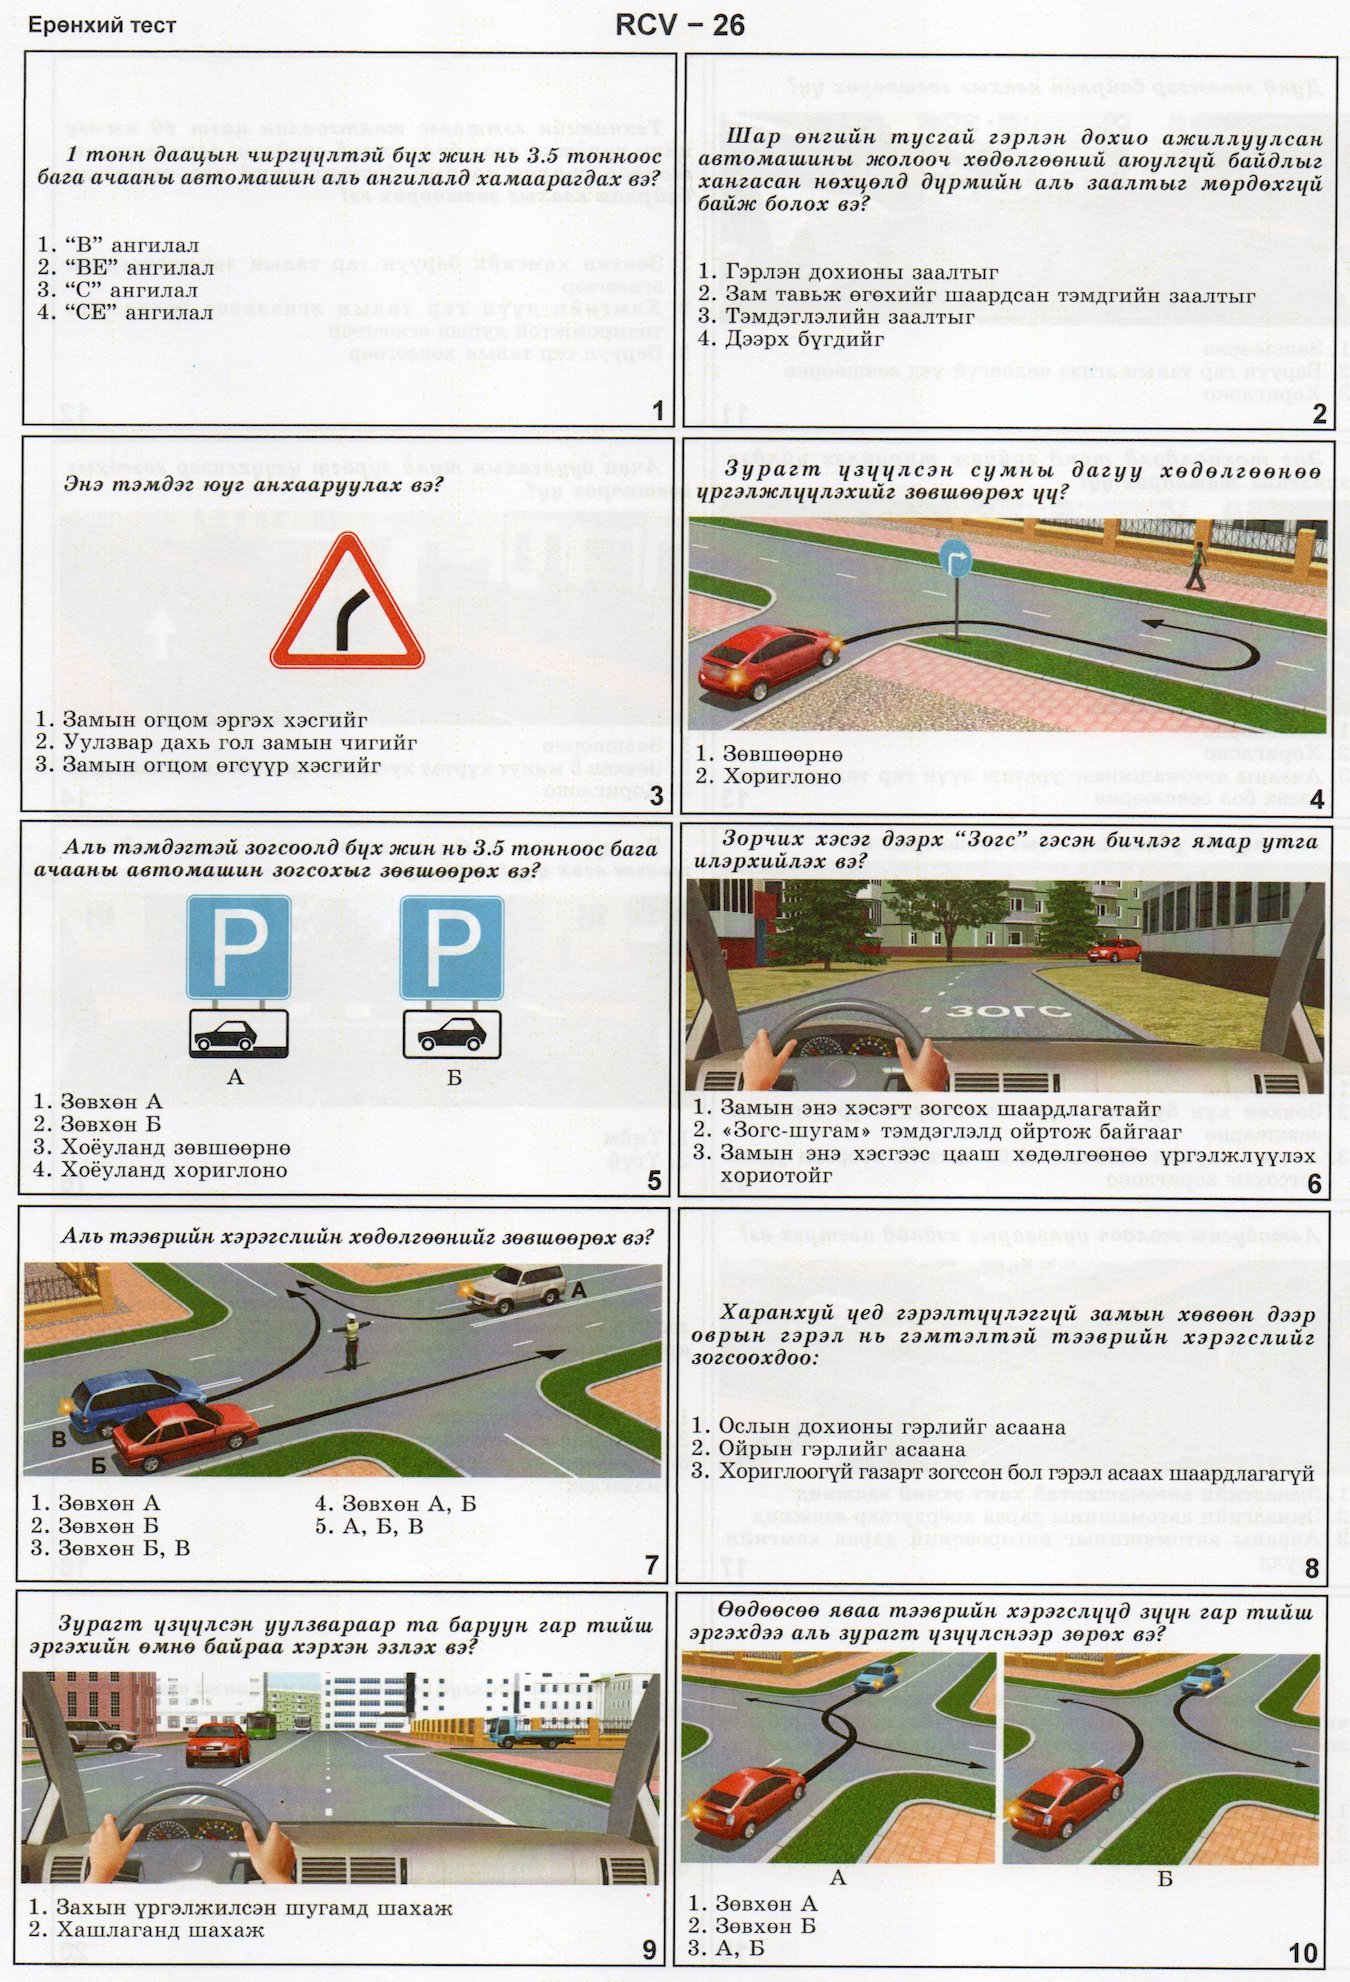 Ерөнхий тест
RCV – 26
1 тонн даацын чиргүүлтэй бүх жин нь 3.5 тонноос
бага ачааны автомашин аль ангилалд хамаарагдах вэ?
1. “B” ангилал
2. “BE” ангилал
3. “C” ангилал
4. “CE” ангилал
1
Шар өнгийн тусгай гэрлэн дохио ажиллуулсан
автомашины жолооч хөдөлгөөний аюулгүй байдлыг
хангасан нөхцөлд дүрмийн аль заалтыг мөрдөхгүй
байж болох вэ?
1. Гэрлэн дохионы заалтыг
2. Зам тавьж өгөхийг шаардсан тэмдгийн заалтыг
3. Тэмдэглэлийн заалтыг
4. Дээрх бүгдийг
2
Энэ тэмдэг юуг анхааруулах вэ?
1. Замын огцом эргэх хэсгийг
2. Уулзвар дахь гол замын чигийг
3. Замын огцом өгсүүр хэсгийг
3
Зурагт үзүүлсэн сумны дагуу хөдөлгөөнөө
үргэлжлүүлэхийг зөвшөөрөх үү?
1. Зөвшөөрнө
2. Хориглоно
4
Аль тэмдэгтэй зогсоолд бүх жин нь 3.5 тонноос бага
ачааны автомашин зогсохыг зөвшөөрөх вэ?
P P
А Б
1. Зөвхөн А
2. Зөвхөн Б
3. Хоёуланд зөвшөөрнө
4. Хоёуланд хориглоно
5
Зорчих хэсэг дээрх “Зогс” гэсэн бичлэг ямар утга
илэрхийлэх вэ?
ЗОГС
1. Замын энэ хэсэгт зогсох шаардлагатайг
2. «Зогс-шугам» тэмдэглэлд ойртож байгааг
3. Замын энэ хэсгээс цааш хөдөлгөөнөө үргэлжлүүлэх
хориотойг
6
Аль тээврийн хэрэгслийн хөдөлгөөнийг зөвшөөрөх вэ?
А
В
Б
1. Зөвхөн А
2. Зөвхөн Б
3. Зөвхөн Б, В
4. Зөвхөн А, Б
5. А, Б, В
7
Харанхуй үед гэрэлтүүлэггүй замын хөвөөн дээр
оврын гэрэл нь гэмтэлтэй тээврийн хэрэгслийг
зогсоохдоо:
1. Ослын дохионы гэрлийг асаана
2. Ойрын гэрлийг асаана
3. Хориглоогүй газарт зогссон бол гэрэл асаах шаардлагагүй
8
Зурагт үзүүлсэн уулзвараар та баруун гар тийш
эргэхийн өмнө байраа хэрхэн эзлэх вэ?
1. Захын үргэлжилсэн шугамд шахаж
2. Хашлаганд шахаж
9
Өөдөөсөө яваа тээврийн хэрэгслүүд зүүн гар тийш
эргэхдээ аль зурагт үзүүлснээр зөрөх вэ?
А Б
1. Зөвхөн А
2. Зөвхөн Б
3. А, Б
10